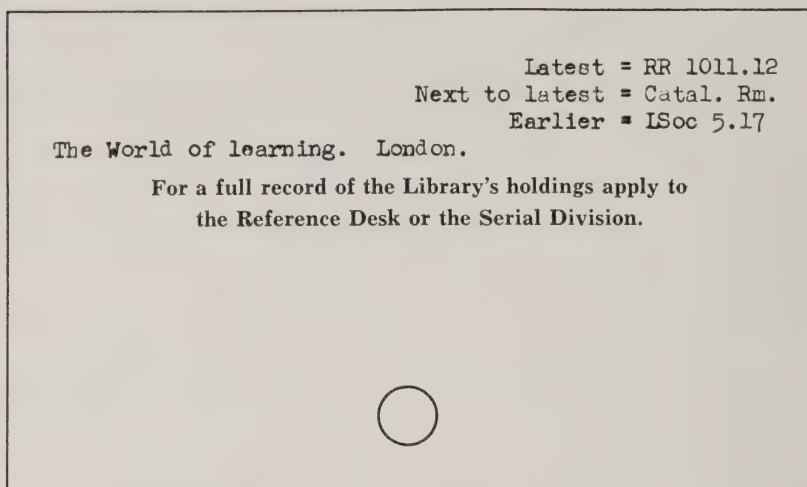 Latest = RR 1011.12
Next to latest = Catal. Rm.
Earlier = LSoc 5.17
The World of learning. London.
For a full record of the Library's holdings apply to
the Reference Desk or the Serial Division.